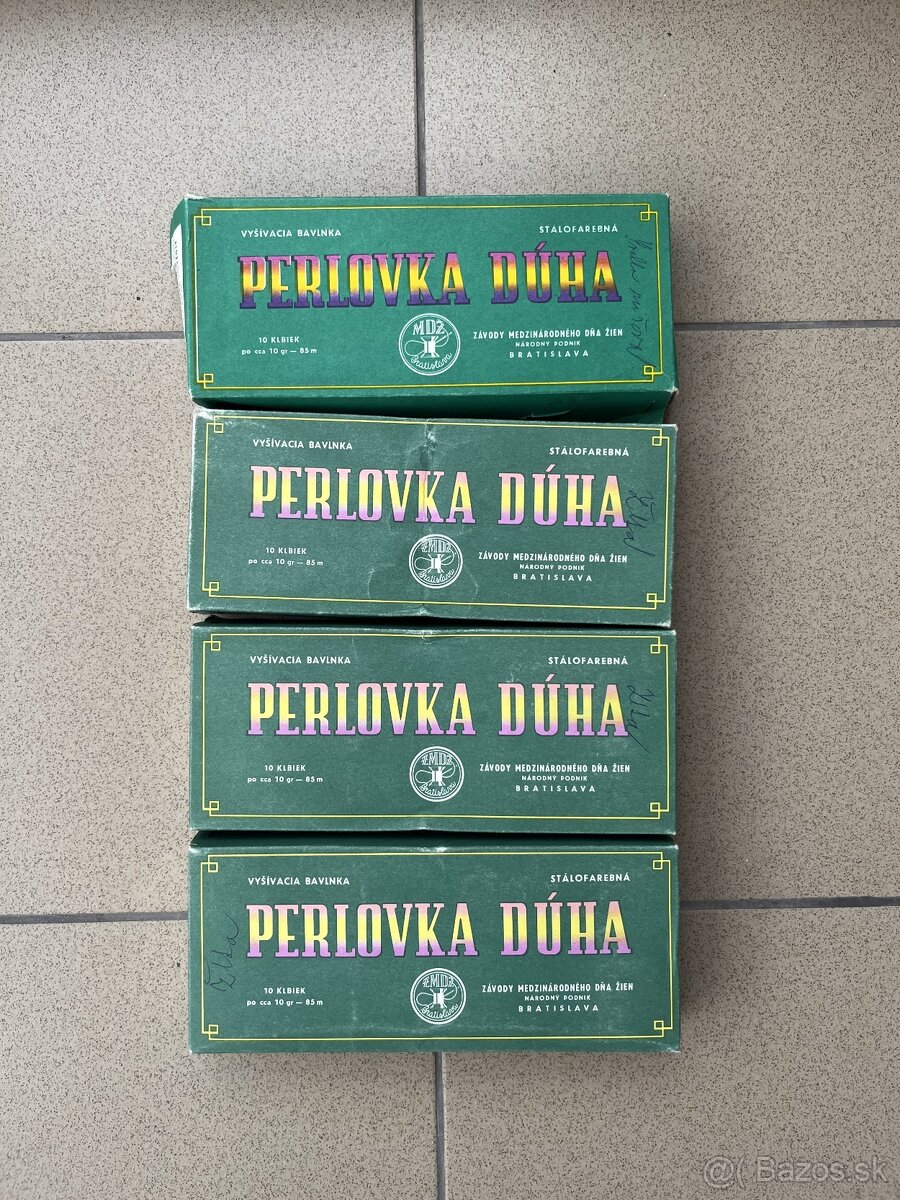 VYŠÍVACIA BAVLNKA
STÁLOFAREBNÁ
PERLOVKA DÚHA
10 KLBIEK
po cca 10 gr — 85 m
MDŽ
Bratislava
ZÁVODY MEDZINÁRODNÉHO DŇA ŽIEN
NÁRODNÝ PODNIK
BRATISLAVA
VYŠÍVACIA BAVLNKA
STÁLOFAREBNÁ
PERLOVKA DÚHA
10 KLBIEK
po cca 10 gr — 85 m
ZMDŽ
Bratislava
ZÁVODY MEDZINÁRODNÉHO DŇA ŽIEN
NÁRODNÝ PODNIK
BRATISLAVA
VYŠÍVACIA BAVLNKA
STÁLOFAREBNÁ
PERLOVKA DÚHA
10 KLBIEK
po cca 10 gr — 85 m
ZMDŽ
Bratislava
ZÁVODY MEDZINÁRODNÉHO DŇA ŽIEN
NÁRODNÝ PODNIK
BRATISLAVA
VYŠÍVACIA BAVLNKA
STÁLOFAREBNÁ
PERLOVKA DÚHA
10 KLBIEK
po cca 10 gr — 85 m
ZMDŽ
Bratislava
ZÁVODY MEDZINÁRODNÉHO DŇA ŽIEN
NÁRODNÝ PODNIK
BRATISLAVA
@( Bazos.sk